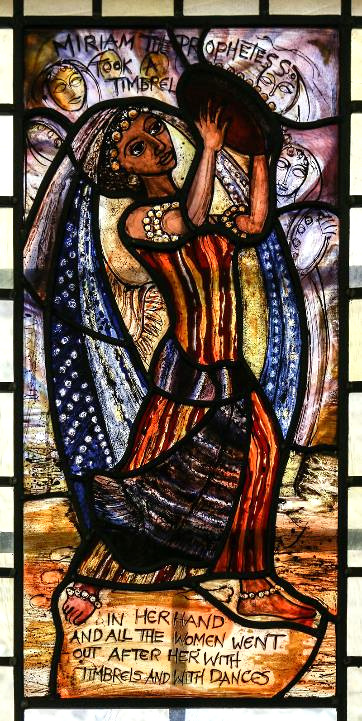 MIRIAM THE PROPHETESS
TOOK A
TIMBREL
IN HER HAND
AND ALL THE WOMEN WENT
OUT AFTER HER WITH
TIMBRELS AND WITH DANCES